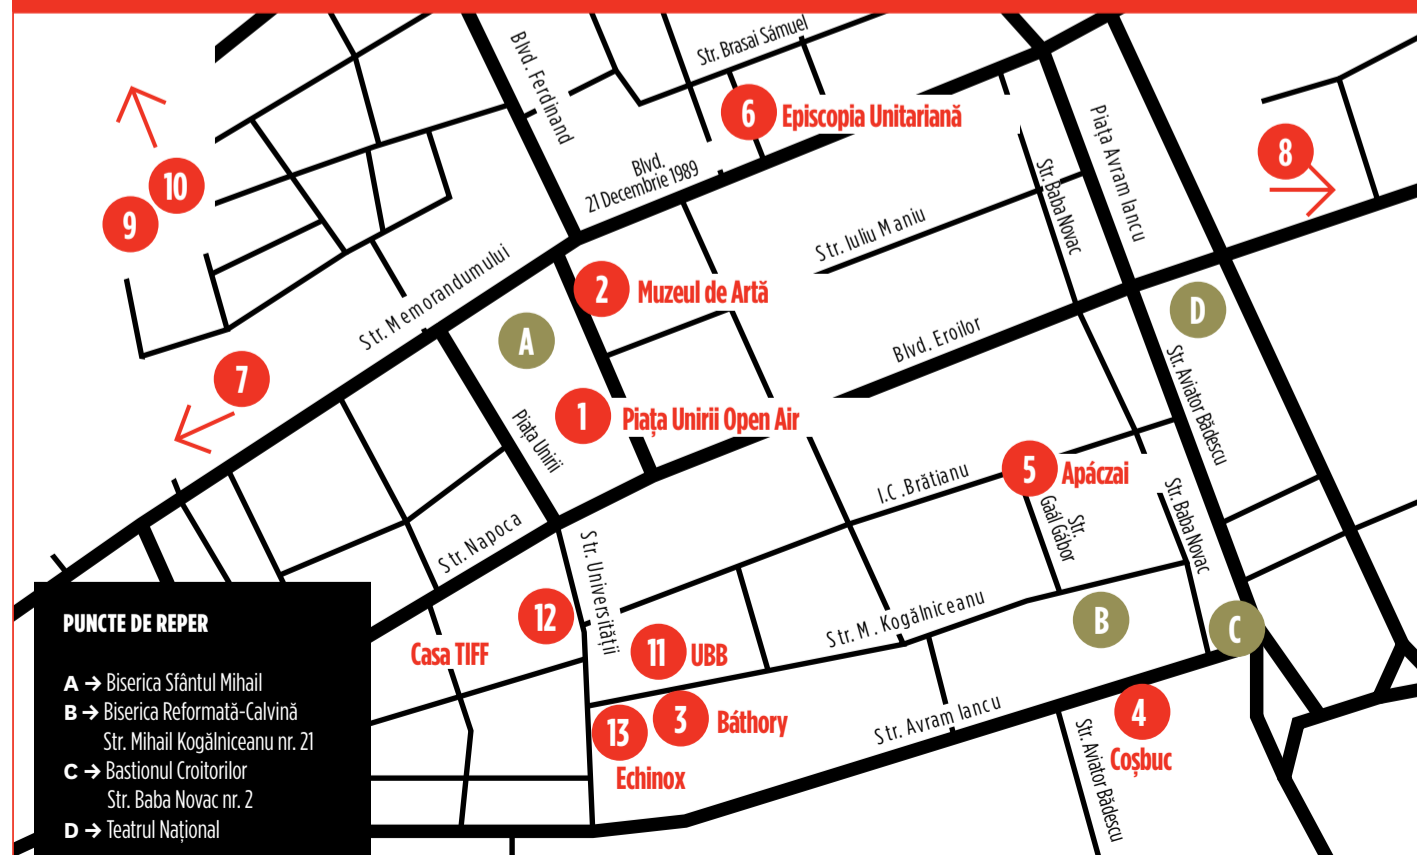 Blvd. Ferdinand
Str. Brasai Sámuel
6 Episcopia Unitariană
Blvd.
21 Decembrie 1989
Piața Avram Iancu
8
10
9
Str. Baba Novac
Str. Iuliu Maniu
Str. Memorandumului
2 Muzeul de Artă
D
A
Blvd. Eroilor
7
1 Piața Unirii Open Air
Piața Unirii
Str. Aviator Bădescu
5 Apáczai
I.C.Brătianu
Str.
Gaál Gábor
Str. Baba Novac
Str. Napoca
Str. Universității
12
Casa TIFF
11 UBB
Str. M. Kogălniceanu
B
C
13
Echinox
3 Báthory
Str. Avram Iancu
4
Coșbuc
Str. Aviator Bădescu
PUNCTE DE REPER
A → Biserica Sfântul Mihail
B → Biserica Reformată-Calvină
Str. Mihail Kogălniceanu nr. 21
C → Bastionul Croitorilor
Str. Baba Novac nr. 2
D → Teatrul Național